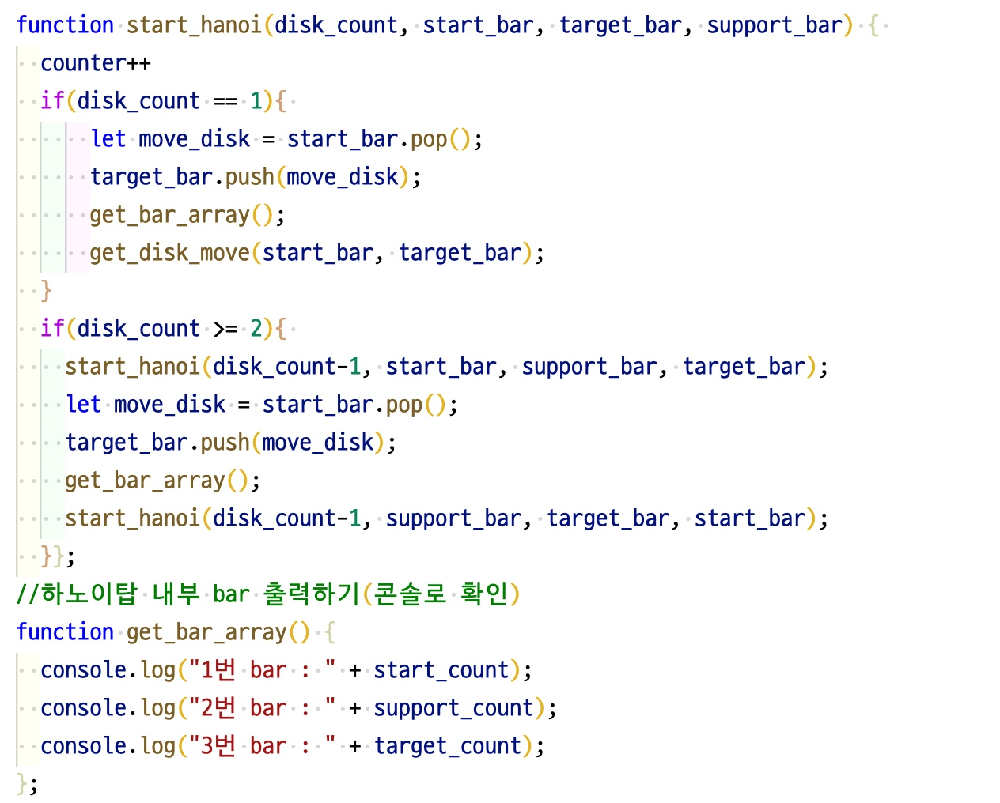 function start_hanoi(disk_count, start_bar, target_bar, support_bar) {
  counter++
  if(disk_count == 1){
      let move_disk = start_bar.pop();
      target_bar.push(move_disk);
      get_bar_array();
      get_disk_move(start_bar, target_bar);
  }
  if(disk_count >= 2){
    start_hanoi(disk_count-1, start_bar, support_bar, target_bar);
    let move_disk = start_bar.pop();
    target_bar.push(move_disk);
    get_bar_array();
    start_hanoi(disk_count-1, support_bar, target_bar, start_bar);
  }};
//하노이탑 내부 bar 출력하기(콘솔로 확인)
function get_bar_array() {
  console.log("1번 bar : " + start_count);
  console.log("2번 bar : " + support_count);
  console.log("3번 bar : " + target_count);
};